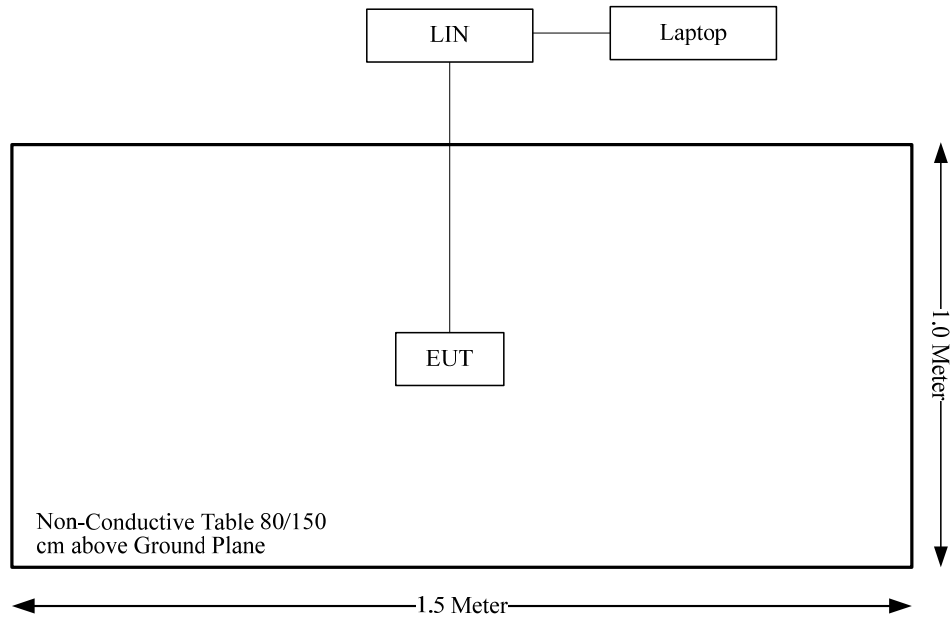 LIN
Laptop
EUT
1.0 Meter
Non-Conductive Table 80/150
cm above Ground Plane
1.5 Meter